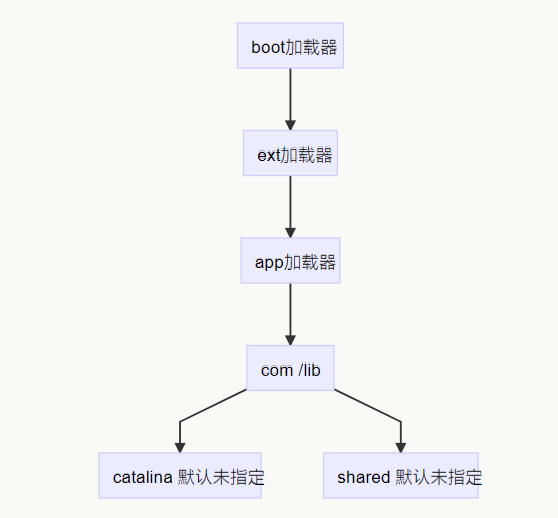 boot加载器
ext加载器
app加载器
com /lib
catalina 默认未指定
shared 默认未指定